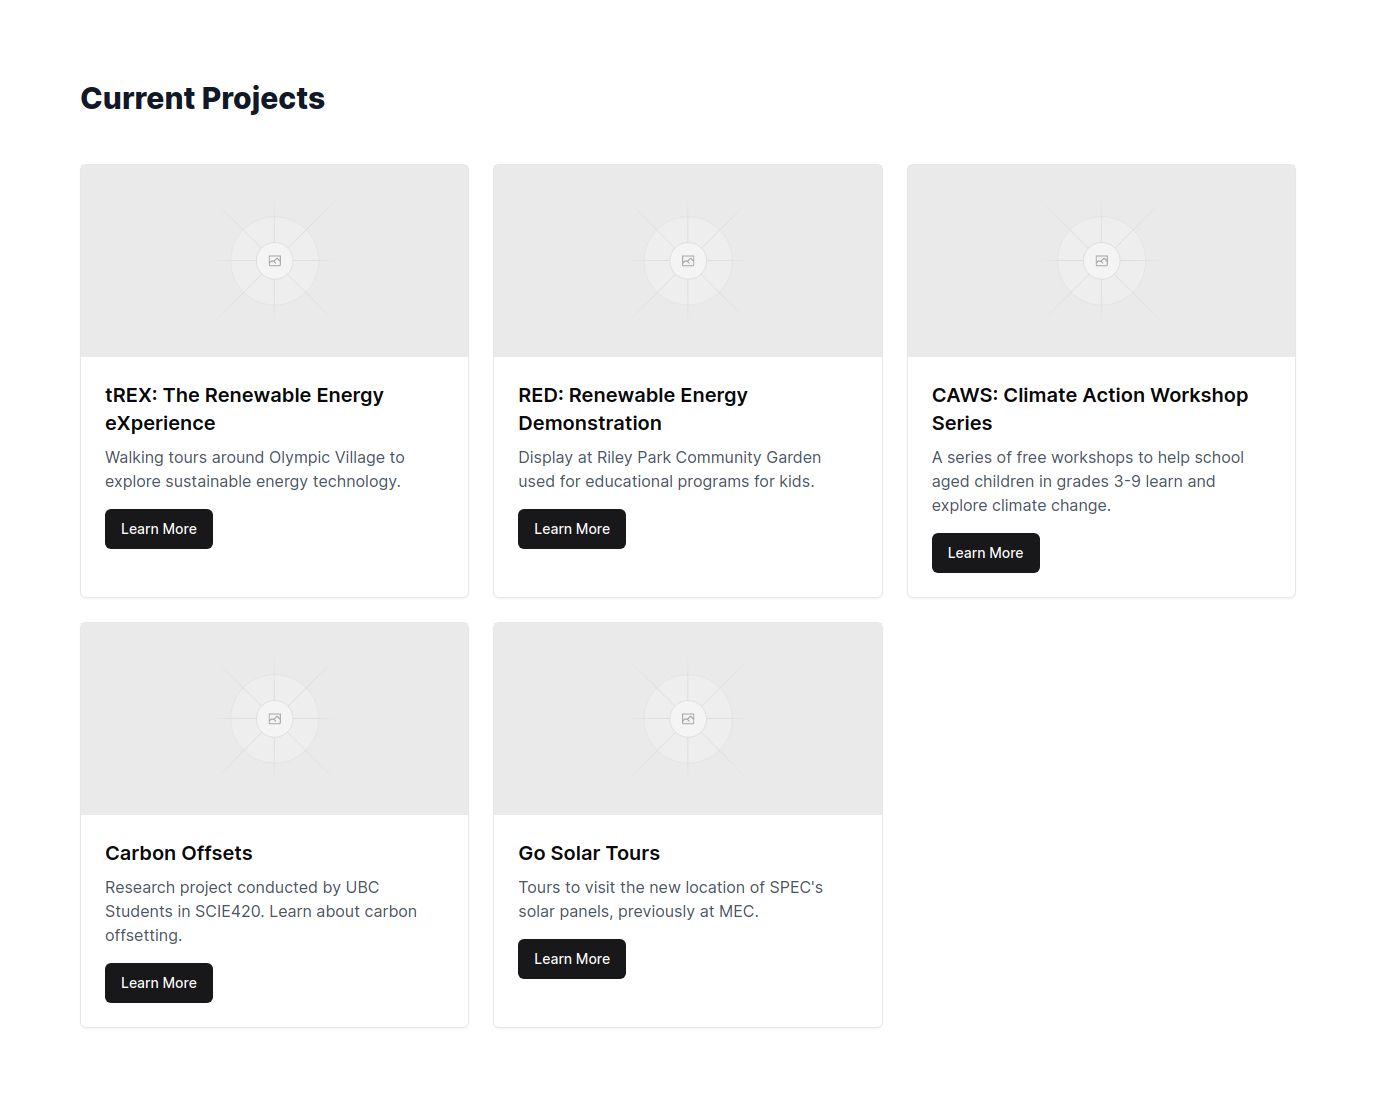 Current Projects
tREX: The Renewable Energy
eXperience
Walking tours around Olympic Village to
explore sustainable energy technology.
Learn More
RED: Renewable Energy
Demonstration
Display at Riley Park Community Garden
used for educational programs for kids.
Learn More
CAWS: Climate Action Workshop
Series
A series of free workshops to help school
aged children in grades 3-9 learn and
explore climate change.
Learn More
Carbon Offsets
Research project conducted by UBC
Students in SCIE420. Learn about carbon
offsetting.
Learn More
Go Solar Tours
Tours to visit the new location of SPEC's
solar panels, previously at MEC.
Learn More